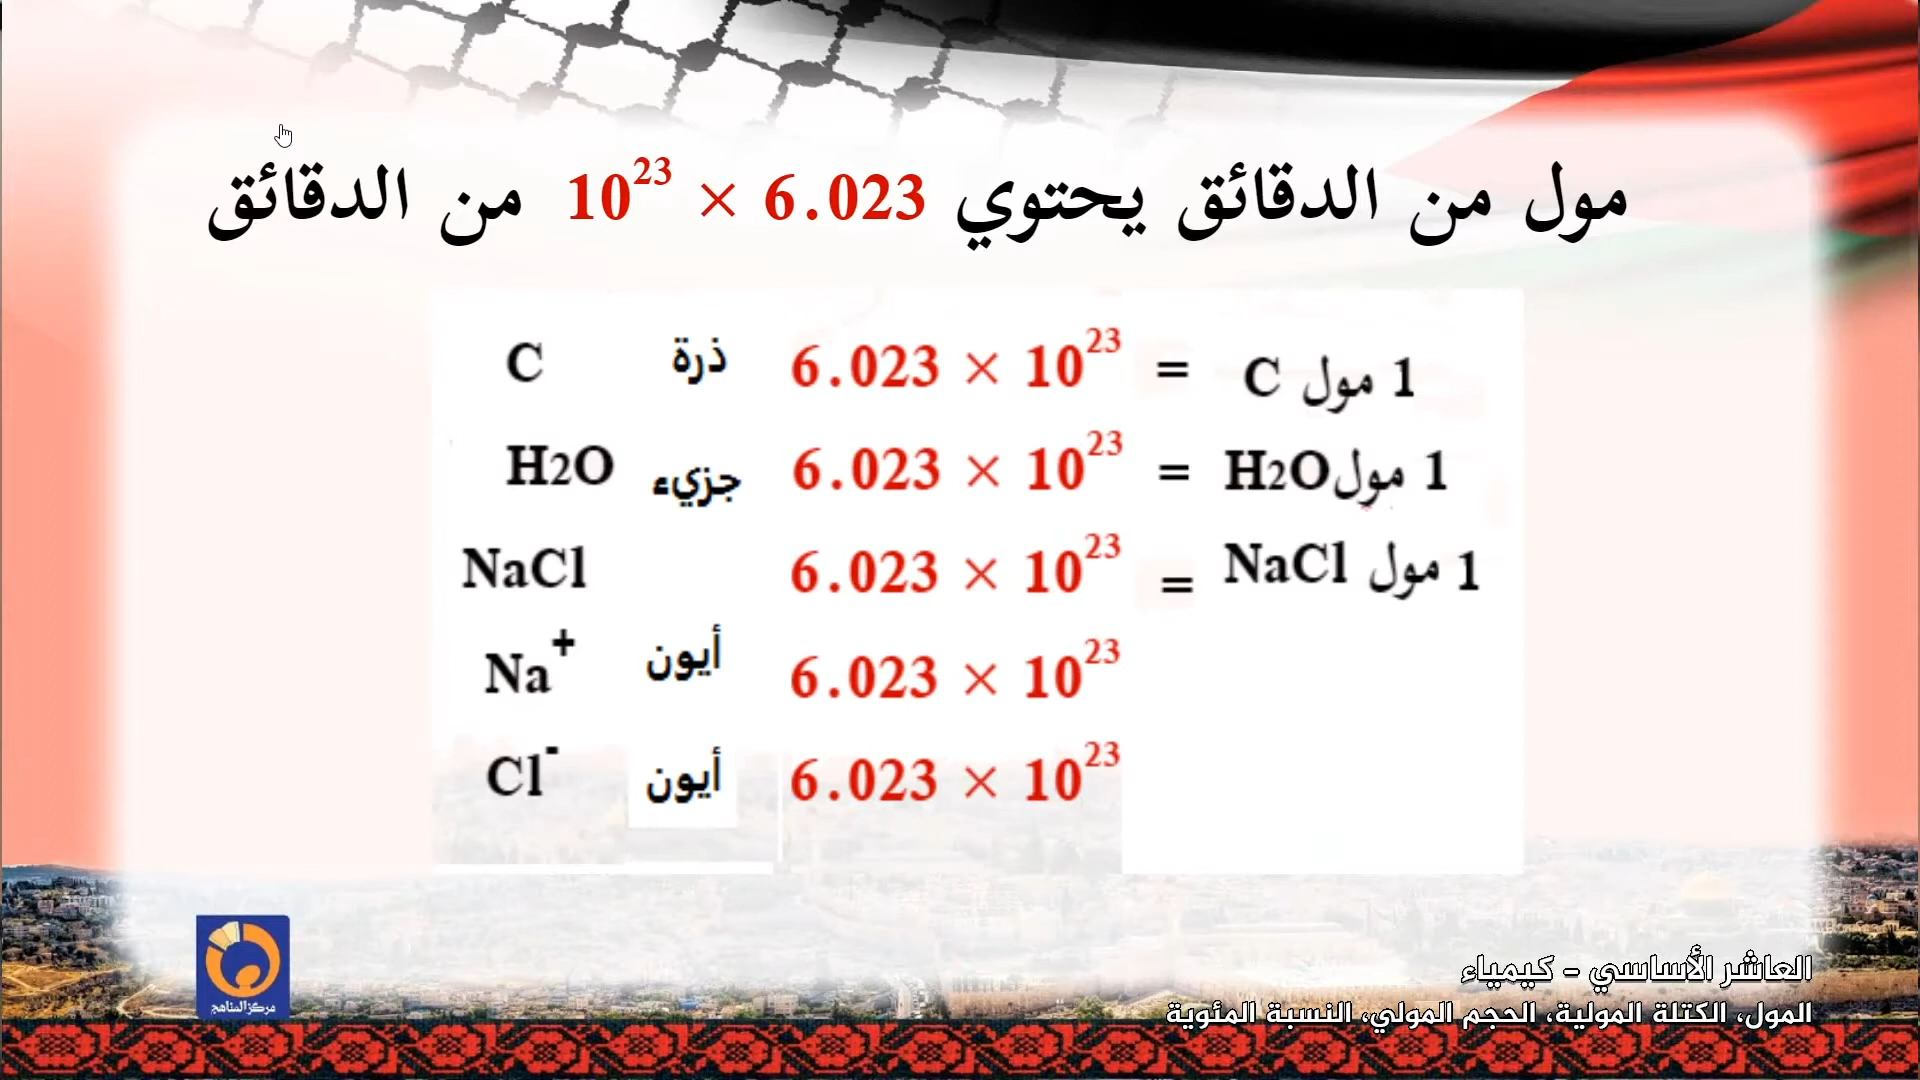 مول من الدقائق يحتوي 6.023 × 10²³ من الدقائق
1 مول C = 6.023 × 10²³ ذرة C
1 مول H2O = 6.023 × 10²³ جزيء H2O
1 مول NaCl = 6.023 × 10²³ NaCl
6.023 × 10²³ أيون Na⁺
6.023 × 10²³ أيون Cl⁻
مركز المناهج
العاشر الأساسي - كيمياء
المول، الكتلة المولية، الحجم المولي، النسبة المئوية